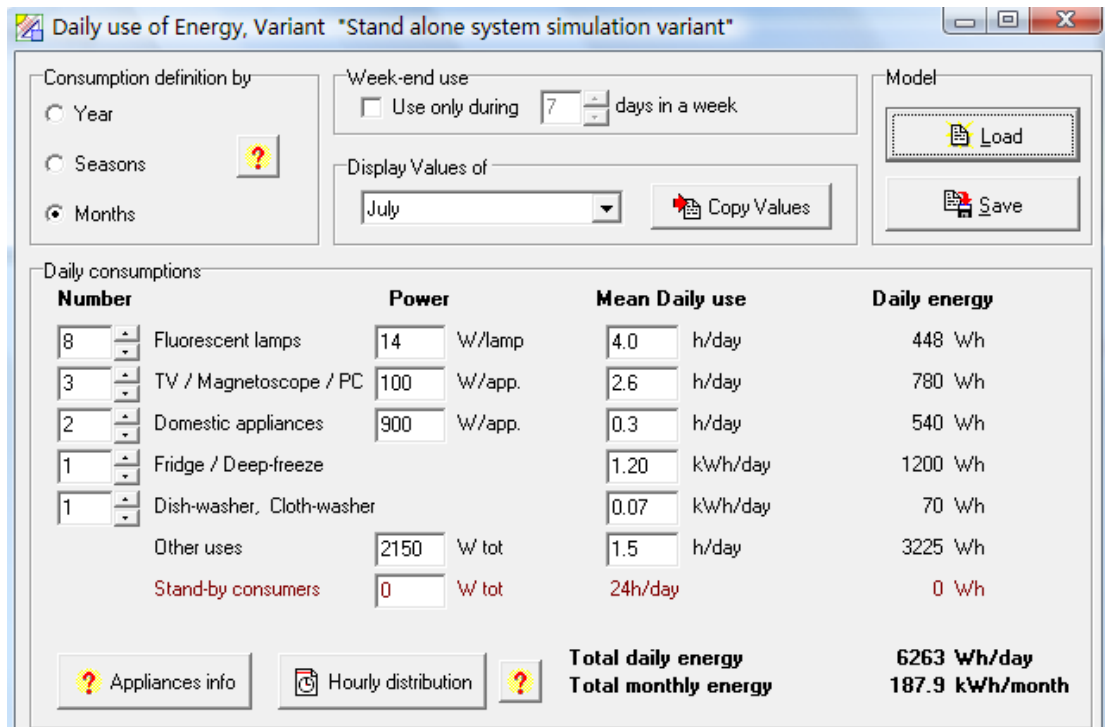 Daily use of Energy, Variant "Stand alone system simulation variant"
Consumption definition by
Year
Seasons
Months
?
Week-end use
Use only during 7 days in a week
Display Values of
July
Copy Values
Model
Load
Save
Daily consumptions
Number Power Mean Daily use Daily energy
8 Fluorescent lamps 14 W/lamp 4.0 h/day 448 Wh
3 TV / Magnetoscope / PC 100 W/app. 2.6 h/day 780 Wh
2 Domestic appliances 900 W/app. 0.3 h/day 540 Wh
1 Fridge / Deep-freeze 1.20 kWh/day 1200 Wh
1 Dish-washer, Cloth-washer 0.07 kWh/day 70 Wh
Other uses 2150 W tot 1.5 h/day 3225 Wh
Stand-by consumers 0 W tot 24h/day 0 Wh
? Appliances info Hourly distribution ?
Total daily energy 6263 Wh/day
Total monthly energy 187.9 kWh/month